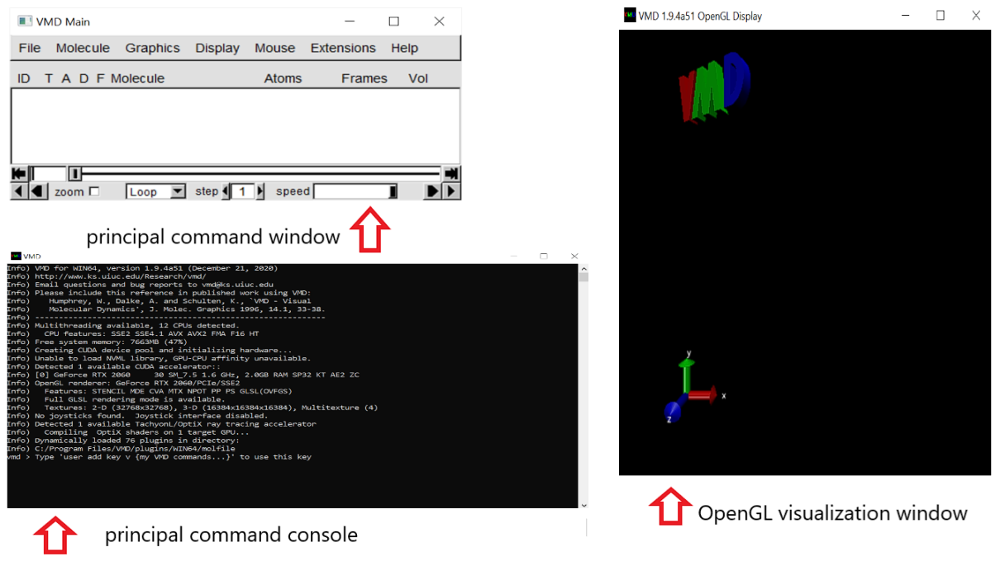 VMD Main
File Molecule Graphics Display Mouse Extensions Help
ID T A D F Molecule Atoms Frames Vol
zoom Loop step 1 speed
principal command window
VMD
Info) VMD for WIN64, version 1.9.4a51 (December 21, 2020)
Info) http://www.ks.uiuc.edu/Research/vmd/
Info) Email questions and bug reports to vmd@ks.uiuc.edu
Info) Please include this reference in published work using VMD:
Info) Humphrey, W., Dalke, A. and Schulten, K., `VMD - Visual
Info) Molecular Dynamics', J. Molec. Graphics 1996, 14.1, 33-38.
Info) -------------------------------------------------------------
Info) Multithreading available, 12 CPUs detected.
Info) CPU features: SSE2 SSE4.1 AVX AVX2 FMA F16 HT
Info) Free system memory: 7663MB (47%)
Info) Creating CUDA device pool and initializing hardware...
Info) Unable to load NVML library, GPU-CPU affinity unavailable.
Info) Detected 1 available CUDA accelerator::
Info) [0] GeForce RTX 2060 30 SM_7.5 1.6 GHz, 2.0GB RAM SP32 KT AE2 ZC
Info) OpenGL renderer: GeForce RTX 2060/PCIe/SSE2
Info) Features: STENCIL MDE CVA MTX NPOT PP PS GLSL(OVFGS)
Info) Full GLSL rendering mode is available.
Info) Textures: 2-D (32768x32768), 3-D (16384x16384x16384), Multitexture (4)
Info) No joysticks found. Joystick interface disabled.
Info) Detected 1 available TachyonL/OptiX ray tracing accelerator
Info) Compiling OptiX shaders on 1 target GPU...
Info) Dynamically loaded 76 plugins in directory:
Info) C:/Program Files/VMD/plugins/WIN64/molfile
vmd > Type 'user add key v {my VMD commands...}' to use this key
principal command console
VMD 1.9.4a51 OpenGL Display
VMD
y
x
z
OpenGL visualization window